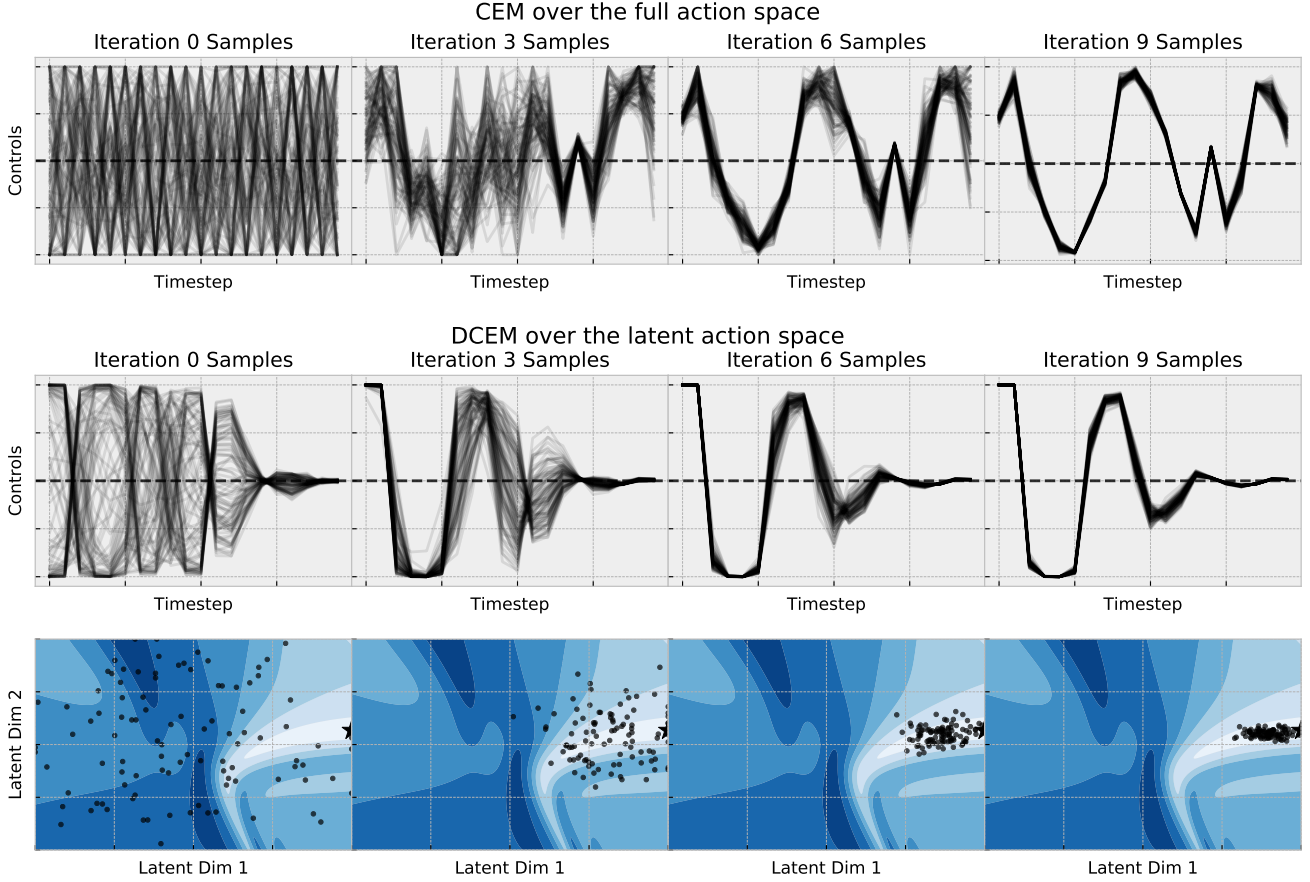 CEM over the full action space
Iteration 0 Samples
Iteration 3 Samples
Iteration 6 Samples
Iteration 9 Samples
Controls
Timestep
Timestep
Timestep
Timestep
DCEM over the latent action space
Iteration 0 Samples
Iteration 3 Samples
Iteration 6 Samples
Iteration 9 Samples
Controls
Timestep
Timestep
Timestep
Timestep
Latent Dim 2
Latent Dim 1
Latent Dim 1
Latent Dim 1
Latent Dim 1